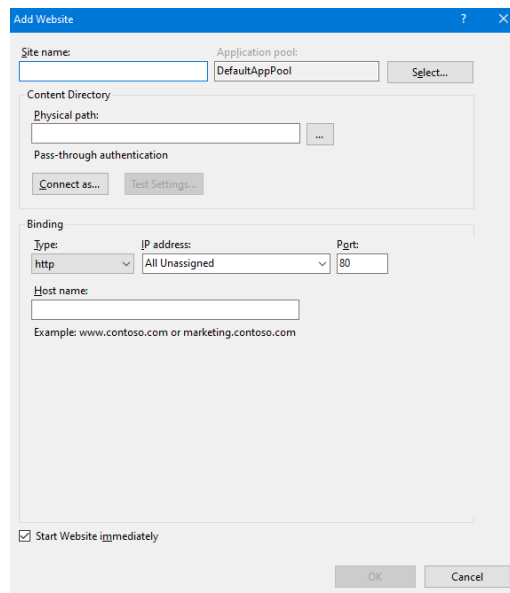 Add Website ?
Site name: Application pool:
DefaultAppPool Select...
Content Directory
Physical path:
...
Pass-through authentication
Connect as... Test Settings...
Binding
Type: IP address: Port:
http All Unassigned 80
Host name:
Example: www.contoso.com or marketing.contoso.com
Start Website immediately
OK Cancel